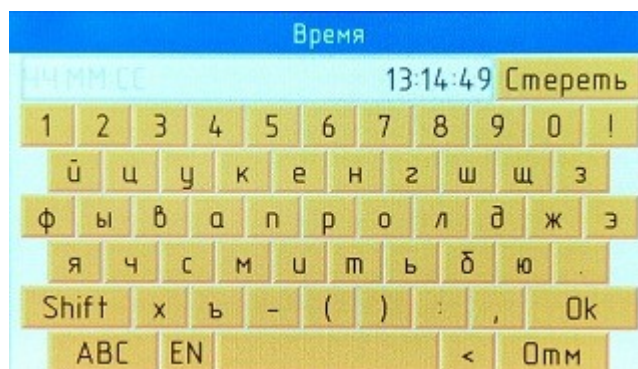 Время
ЧЧ ММ СС 13:14:49 Стереть
1 2 3 4 5 6 7 8 9 0 !
й ц у к е н г ш щ з
ф ы в а п р о л д ж э
я ч с м и т ь б ю .
Shift х ъ - ( ) : , Ok
ABC EN < Отм